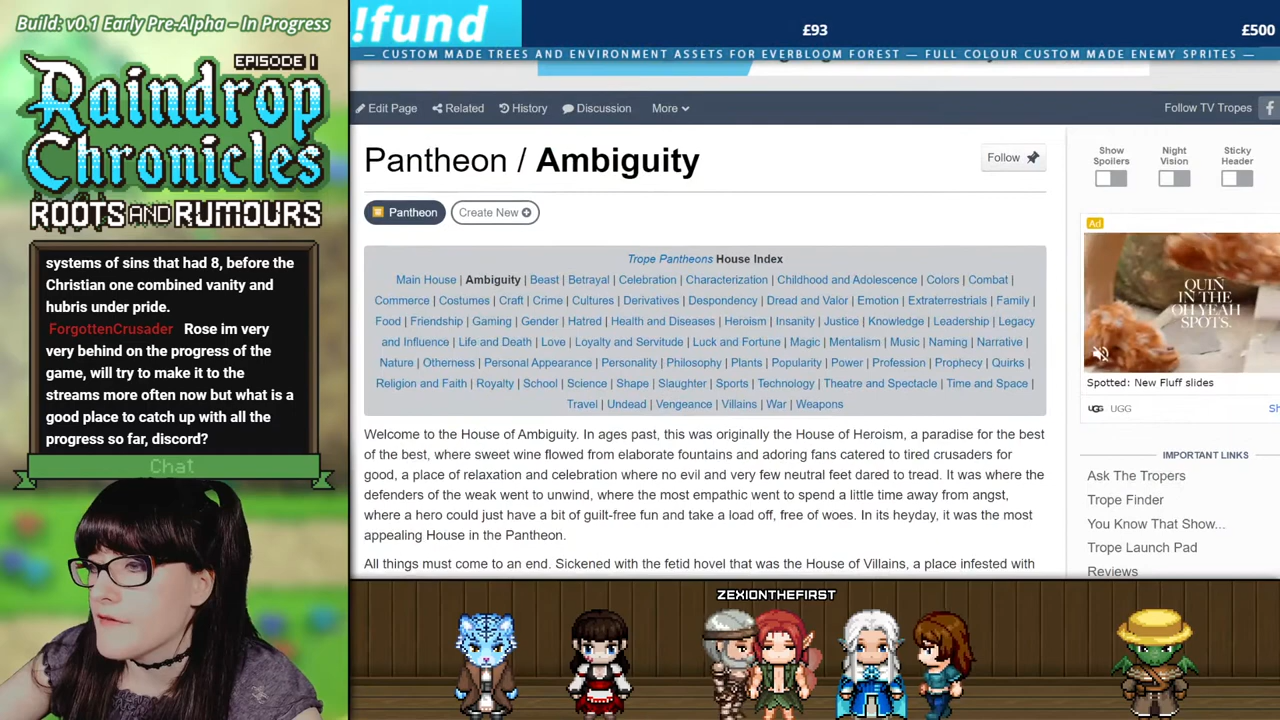 Build: v0.1 Early Pre-Alpha – In Progress
EPISODE I
Raindrop
Chronicles
ROOTS AND RUMOURS
systems of sins that had 8, before the
Christian one combined vanity and
hubris under pride.
ForgottenCrusader Rose im very
very behind on the progress of the
game, will try to make it to the
streams more often now but what is a
good place to catch up with all the
progress so far, discord?
Chat
!fund
£93
£500
— CUSTOM MADE TREES AND ENVIRONMENT ASSETS FOR EVERBLOOM FOREST — FULL COLOUR CUSTOM MADE ENEMY SPRITES —
Edit Page
Related
History
Discussion
More
Follow TV Tropes
Pantheon / Ambiguity
Follow
Pantheon
Create New
Trope Pantheons House Index
Main House | Ambiguity | Beast | Betrayal | Celebration | Characterization | Childhood and Adolescence | Colors | Combat |
Commerce | Costumes | Craft | Crime | Cultures | Derivatives | Despondency | Dread and Valor | Emotion | Extraterrestrials | Family |
Food | Friendship | Gaming | Gender | Hatred | Health and Diseases | Heroism | Insanity | Justice | Knowledge | Leadership | Legacy
and Influence | Life and Death | Love | Loyalty and Servitude | Luck and Fortune | Magic | Mentalism | Music | Naming | Narrative |
Nature | Otherness | Personal Appearance | Personality | Philosophy | Plants | Popularity | Power | Profession | Prophecy | Quirks |
Religion and Faith | Royalty | School | Science | Shape | Slaughter | Sports | Technology | Theatre and Spectacle | Time and Space |
Travel | Undead | Vengeance | Villains | War | Weapons
Welcome to the House of Ambiguity. In ages past, this was originally the House of Heroism, a paradise for the best
of the best, where sweet wine flowed from elaborate fountains and adoring fans catered to tired crusaders for
good, a place of relaxation and celebration where no evil and very few neutral feet dared to tread. It was where the
defenders of the weak went to unwind, where the most empathic went to spend a little time away from angst,
where a hero could just have a bit of guilt-free fun and take a load off, free of woes. In its heyday, it was the most
appealing House in the Pantheon.
All things must come to an end. Sickened with the fetid hovel that was the House of Villains, a place infested with
Show
Spoilers
Night
Vision
Sticky
Header
Ad
QUIN
IN THE
OH YEAH
SPOTS.
Spotted: New Fluff slides
UGG
UGG
Sh
IMPORTANT LINKS
Ask The Tropers
Trope Finder
You Know That Show...
Trope Launch Pad
Reviews
ZEXIONTHEFIRST